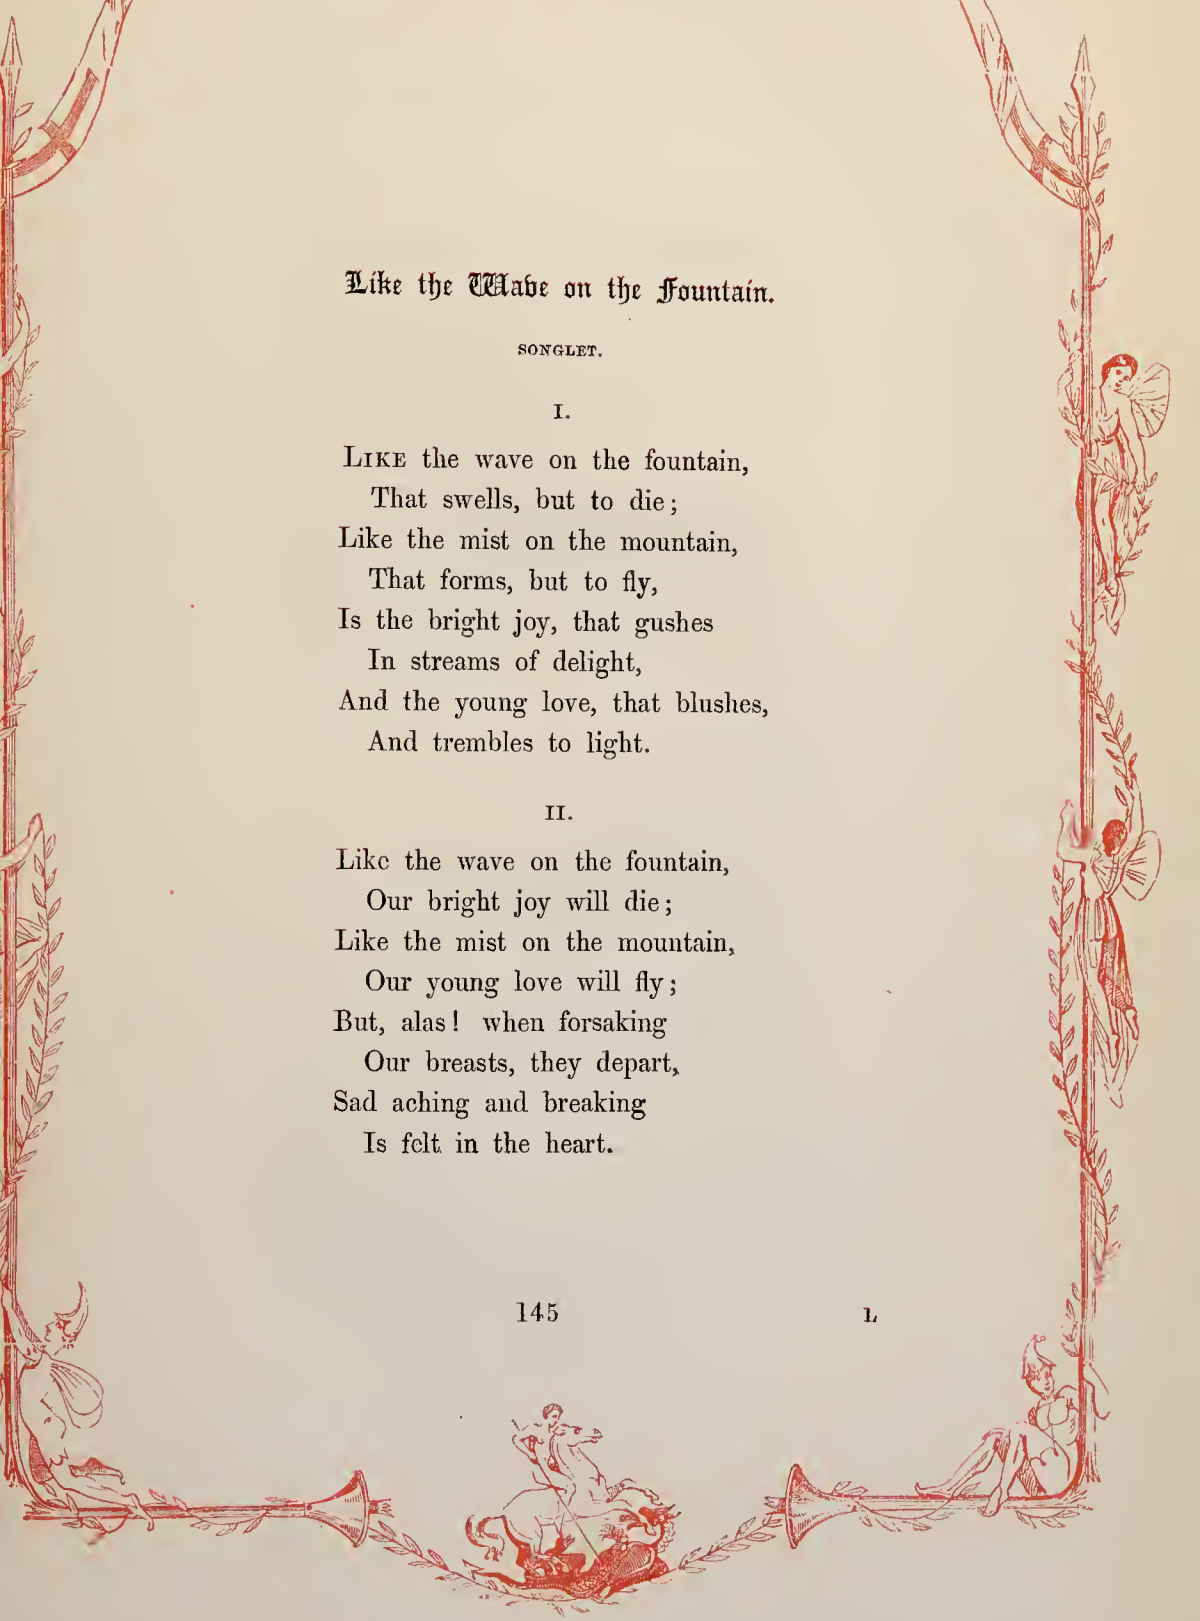 Like the Wave on the Fountain.
SONGLET.
I.
LIKE the wave on the fountain,
That swells, but to die;
Like the mist on the mountain,
That forms, but to fly,
Is the bright joy, that gushes
In streams of delight,
And the young love, that blushes,
And trembles to light.
II.
Like the wave on the fountain,
Our bright joy will die;
Like the mist on the mountain,
Our young love will fly;
But, alas! when forsaking
Our breasts, they depart,
Sad aching and breaking
Is felt in the heart.
145 L